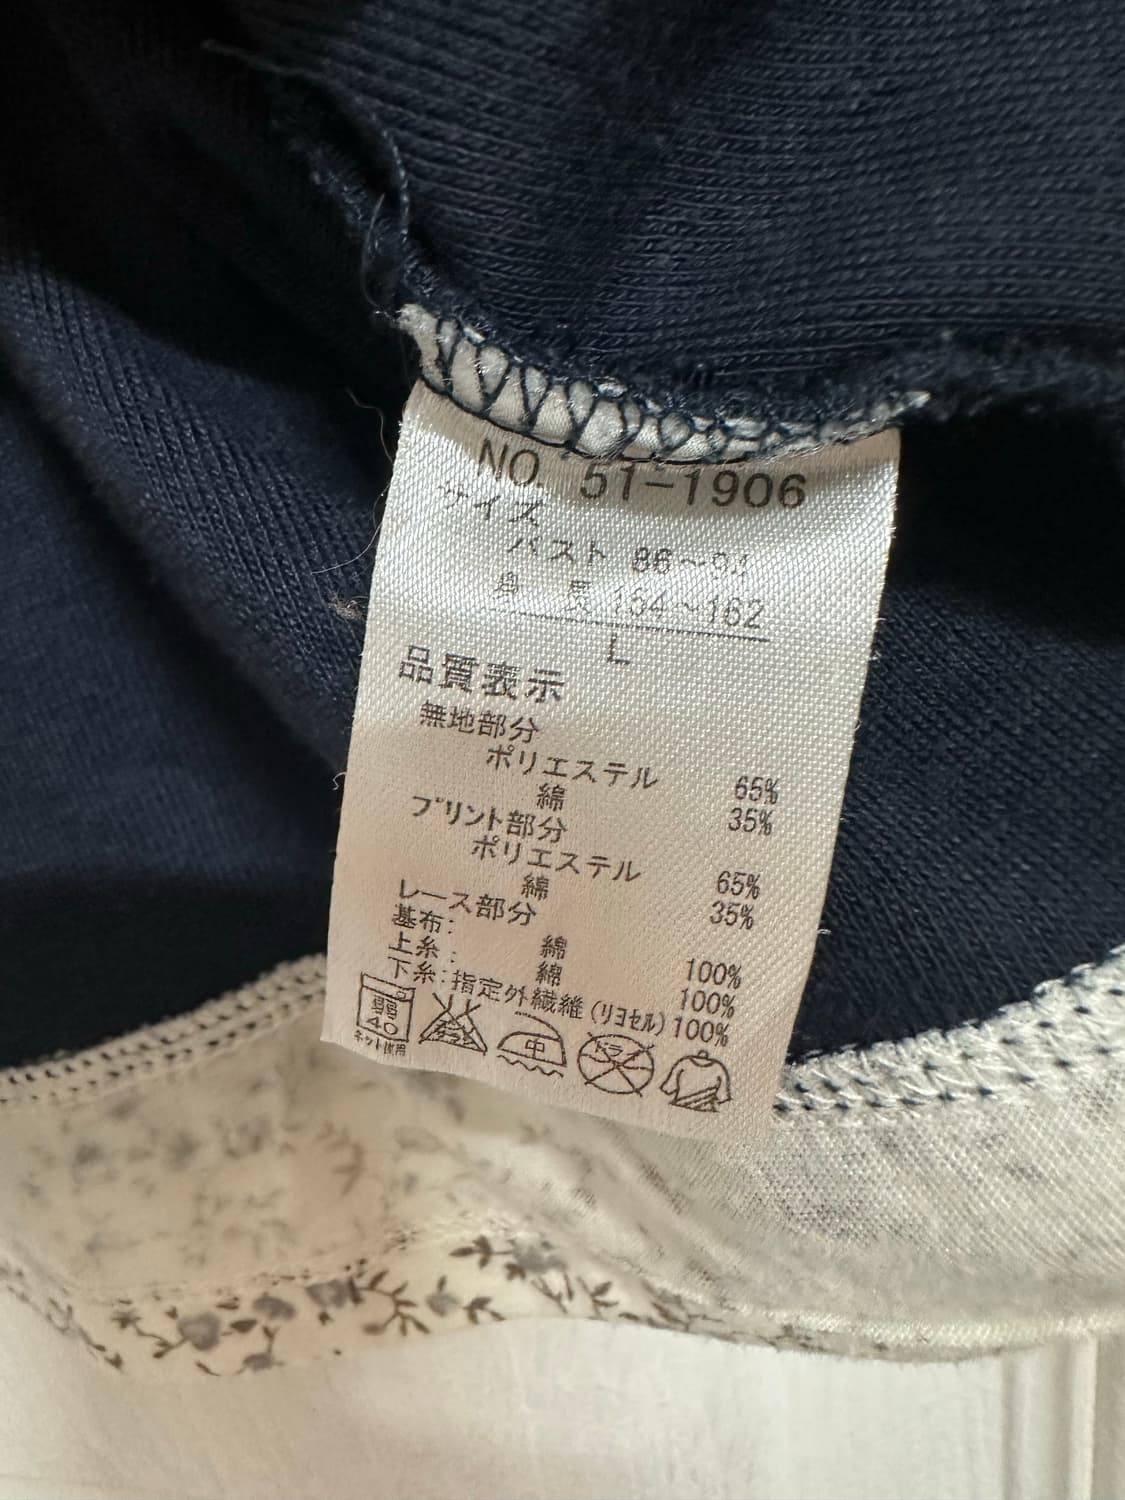 NO. 51-1906
サイズ
バスト 86〜94
身 長 154〜162
L
品質表示
無地部分
ポリエステル 65%
綿 35%
プリント部分
ポリエステル 65%
綿 35%
レース部分
基布: 綿 100%
上糸: 綿 100%
下糸:指定外繊維(リヨセル)100%
弱 40 中 ドライ
ネット使用